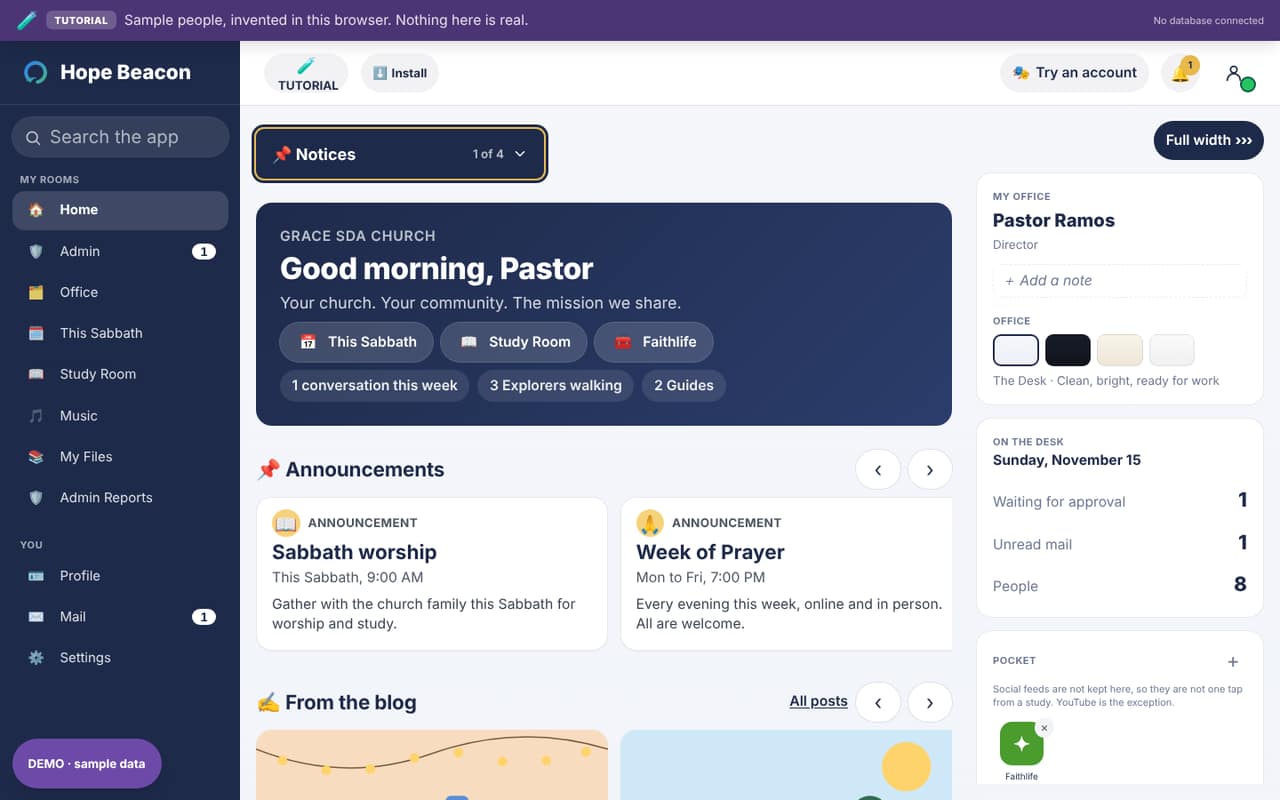 TUTORIAL Sample people, invented in this browser. Nothing here is real.
No database connected
Hope Beacon
Search the app
MY ROOMS
Home
Admin 1
Office
This Sabbath
Study Room
Music
My Files
Admin Reports
YOU
Profile
Mail 1
Settings
DEMO · sample data
TUTORIAL
Install
Try an account
1
Notices 1 of 4
Full width ›››
GRACE SDA CHURCH
Good morning, Pastor
Your church. Your community. The mission we share.
This Sabbath Study Room Faithlife
1 conversation this week 3 Explorers walking 2 Guides
Announcements
ANNOUNCEMENT
Sabbath worship
This Sabbath, 9:00 AM
Gather with the church family this Sabbath for
worship and study.
ANNOUNCEMENT
Week of Prayer
Mon to Fri, 7:00 PM
Every evening this week, online and in person.
All are welcome.
From the blog
All posts
MY OFFICE
Pastor Ramos
Director
+ Add a note
OFFICE
The Desk · Clean, bright, ready for work
ON THE DESK
Sunday, November 15
Waiting for approval 1
Unread mail 1
People 8
POCKET +
Social feeds are not kept here, so they are not one tap
from a study. YouTube is the exception.
Faithlife